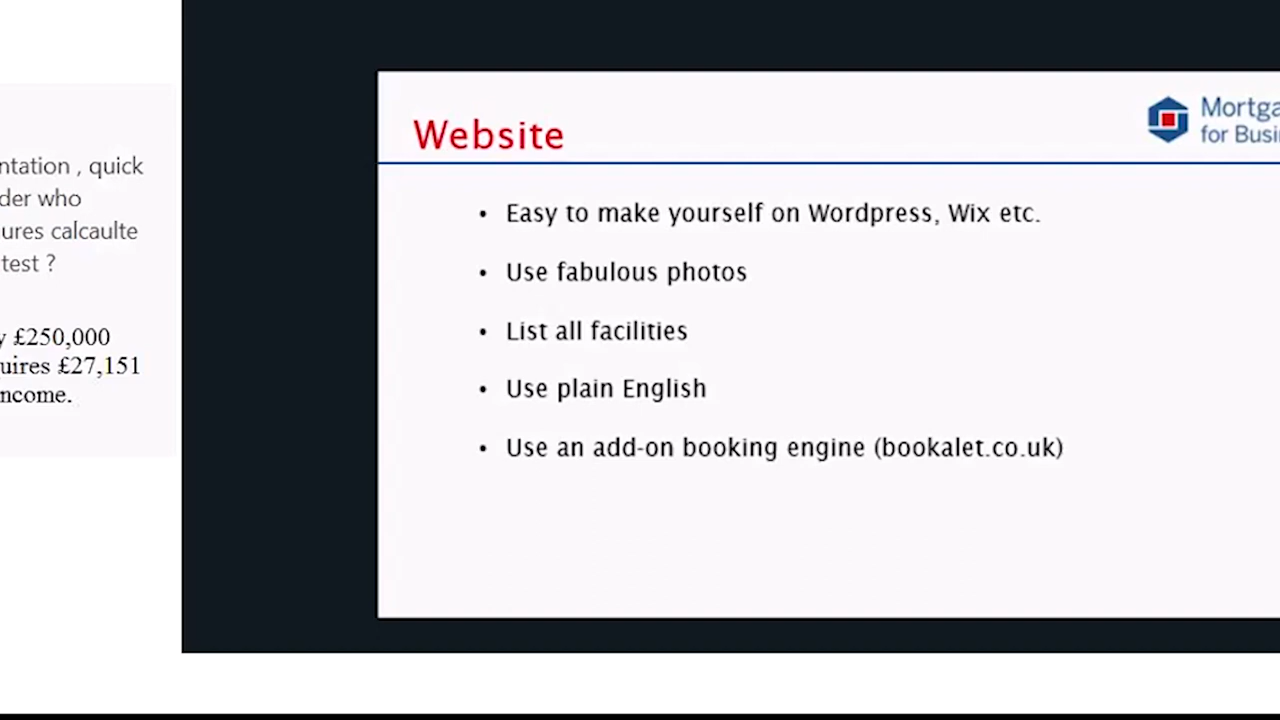 ntation , quick
der who
ures calcaulte
test ?
y £250,000
uires £27,151
ncome.
Website
Mortga
for Busi
• Easy to make yourself on Wordpress, Wix etc.
• Use fabulous photos
• List all facilities
• Use plain English
• Use an add-on booking engine (bookalet.co.uk)